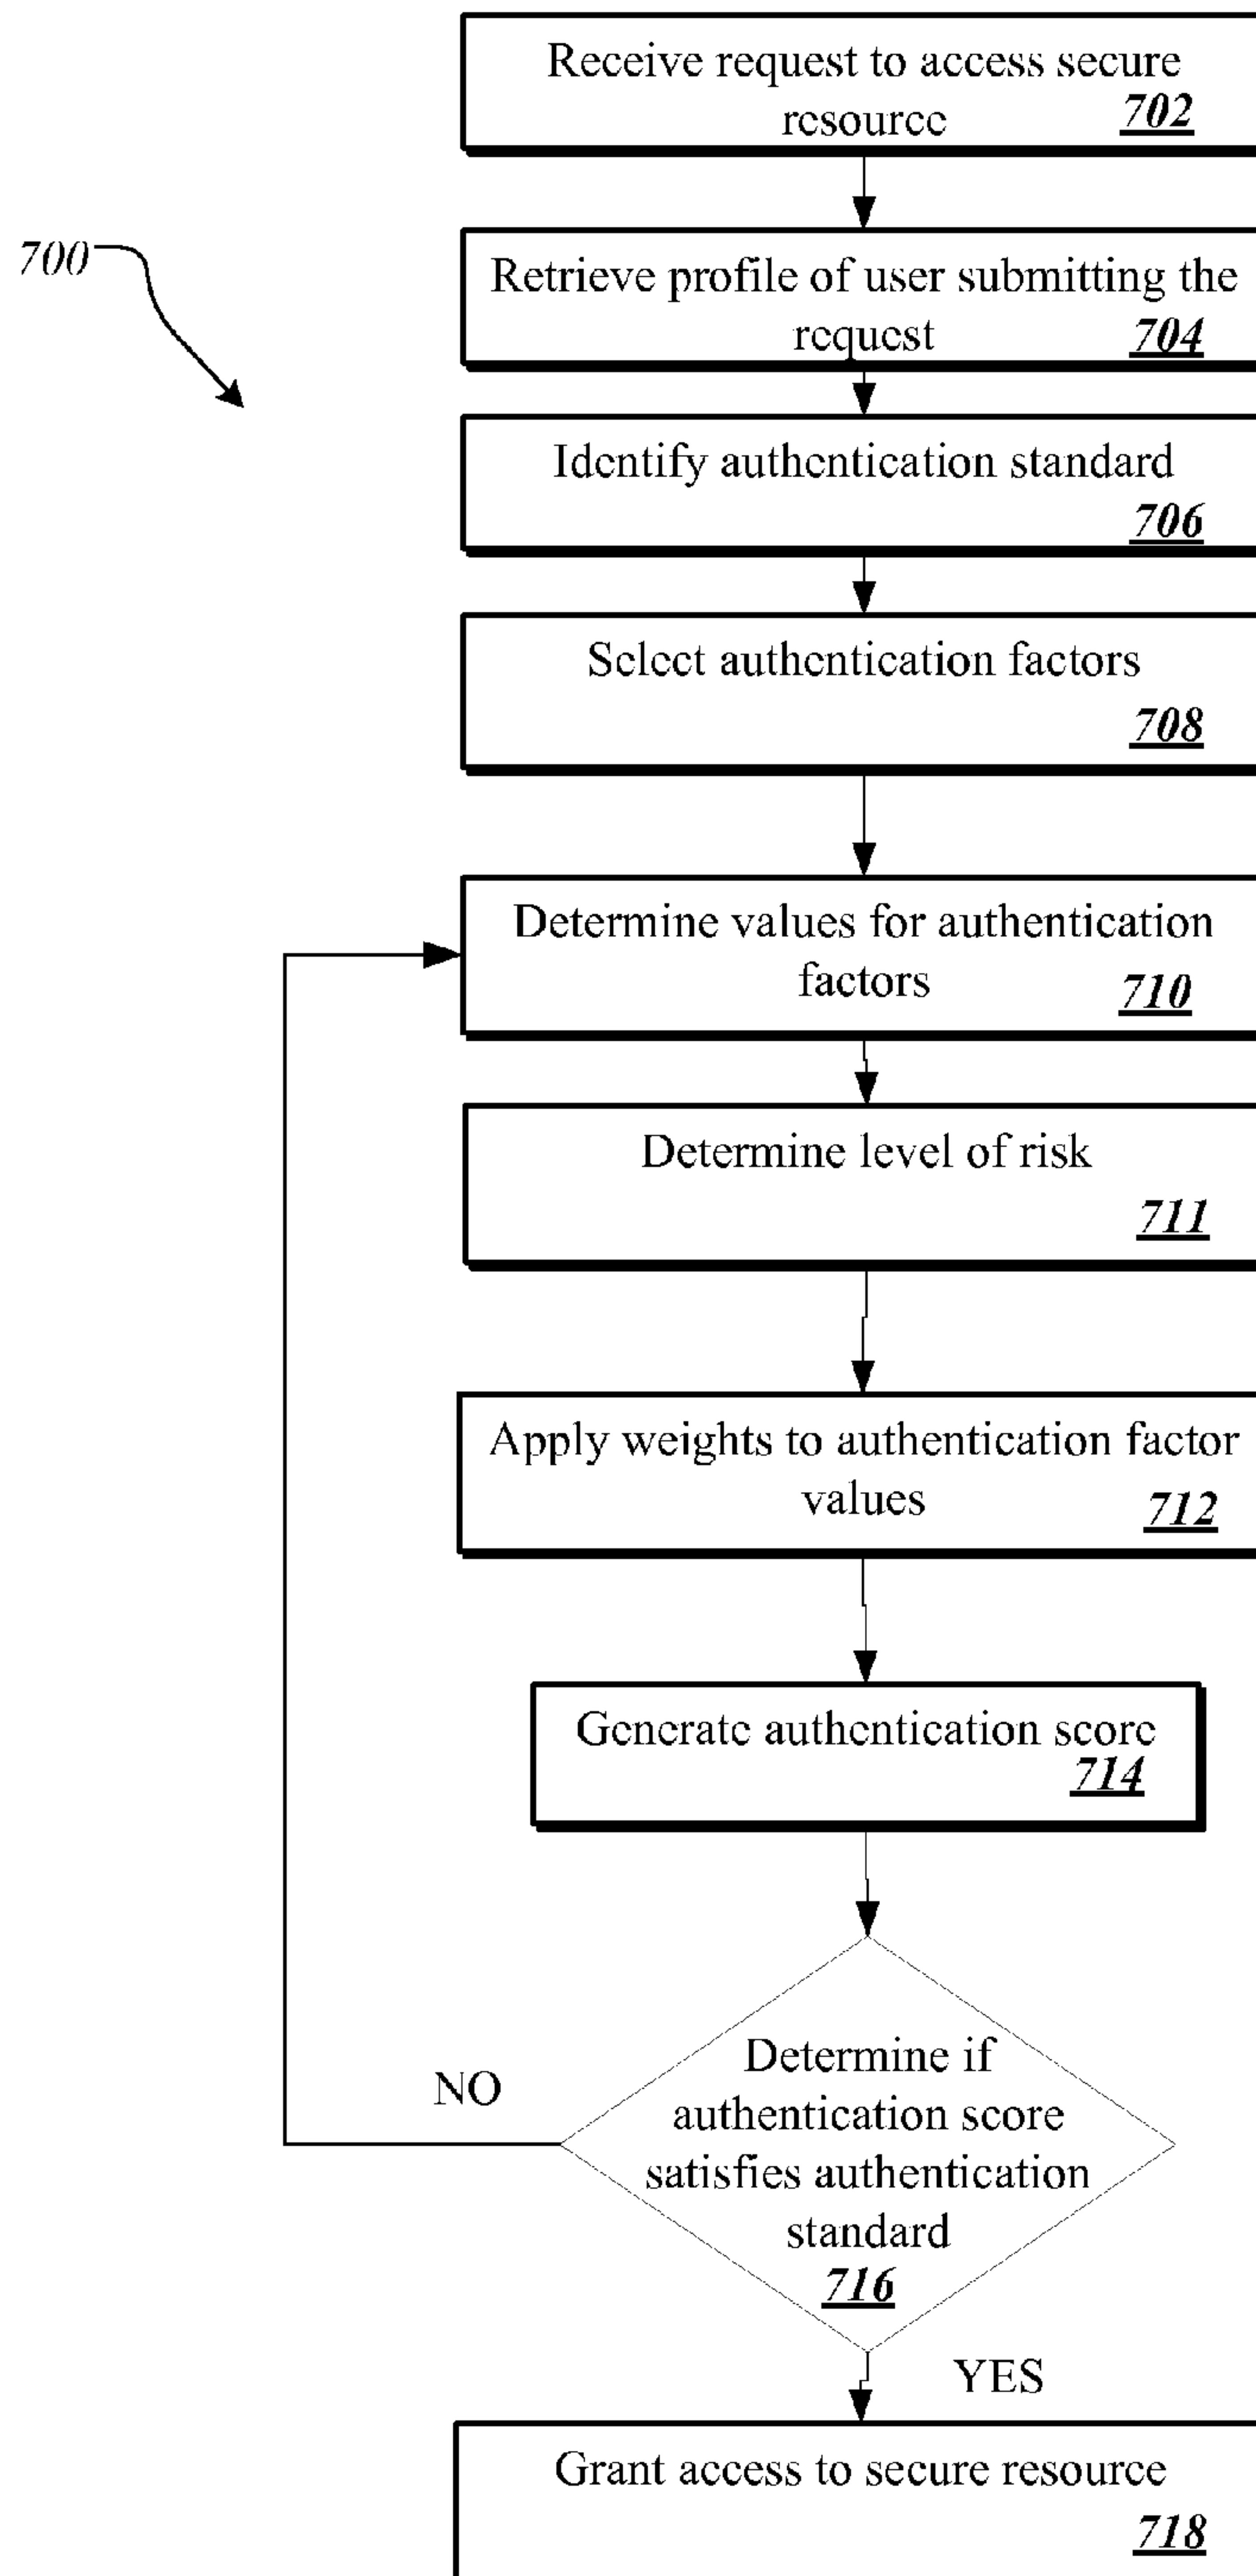 Receive request to access secure
resource 702
700
Retrieve profile of user submitting the
request 704
Identify authentication standard
706
Select authentication factors
708
Determine values for authentication
factors 710
Determine level of risk
711
Apply weights to authentication factor
values 712
Generate authentication score
714
Determine if
authentication score
satisfies authentication
standard
716
NO
YES
Grant access to secure resource
718